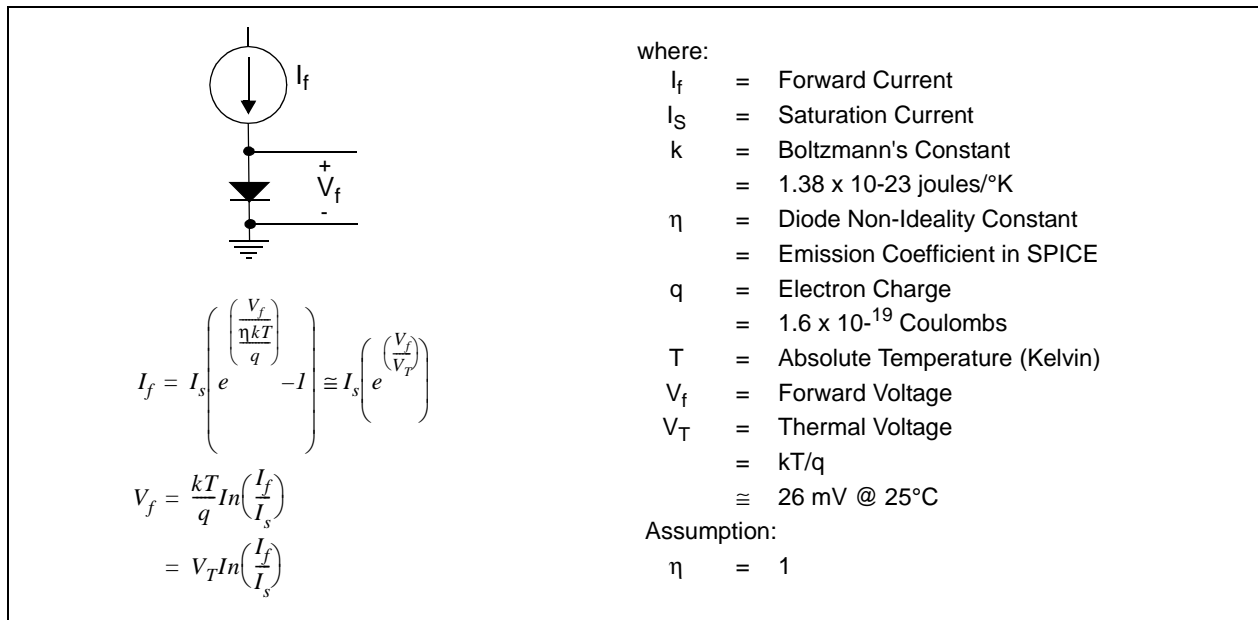 I_f
+
V_f
-
I_f = I_s(e^(V_f/(ηkT/q)) –1) ≅ I_s(e^(V_f/V_T))
V_f = kT/q In(I_f/I_s)
= V_T In(I_f/I_s)
where:
I_f = Forward Current
I_S = Saturation Current
k = Boltzmann's Constant
= 1.38 x 10-23 joules/°K
η = Diode Non-Ideality Constant
= Emission Coefficient in SPICE
q = Electron Charge
= 1.6 x 10-^19 Coulombs
T = Absolute Temperature (Kelvin)
V_f = Forward Voltage
V_T = Thermal Voltage
= kT/q
≅ 26 mV @ 25°C
Assumption:
η = 1